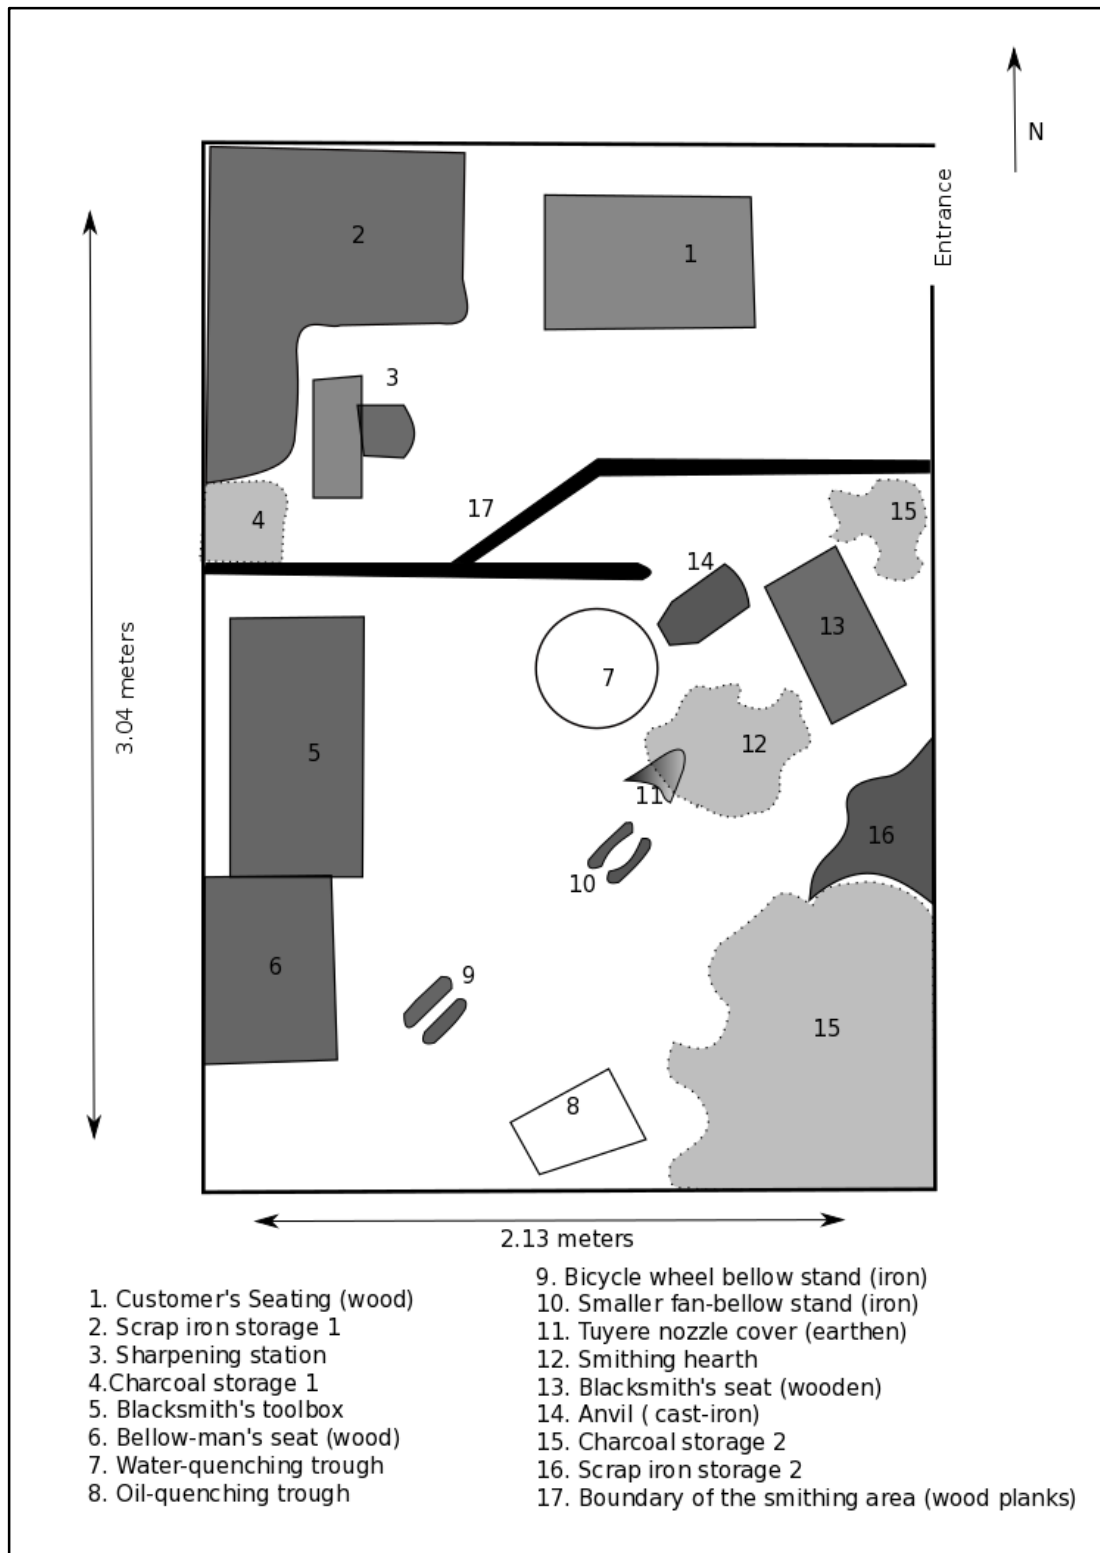 N
Entrance
2
1
3
4
17
15
14
13
7
12
5
11
16
10
6
9
15
8
3.04 meters
2.13 meters
1. Customer's Seating (wood)
2. Scrap iron storage 1
3. Sharpening station
4.Charcoal storage 1
5. Blacksmith's toolbox
6. Bellow-man's seat (wood)
7. Water-quenching trough
8. Oil-quenching trough
9. Bicycle wheel bellow stand (iron)
10. Smaller fan-bellow stand (iron)
11. Tuyere nozzle cover (earthen)
12. Smithing hearth
13. Blacksmith's seat (wooden)
14. Anvil ( cast-iron)
15. Charcoal storage 2
16. Scrap iron storage 2
17. Boundary of the smithing area (wood planks)